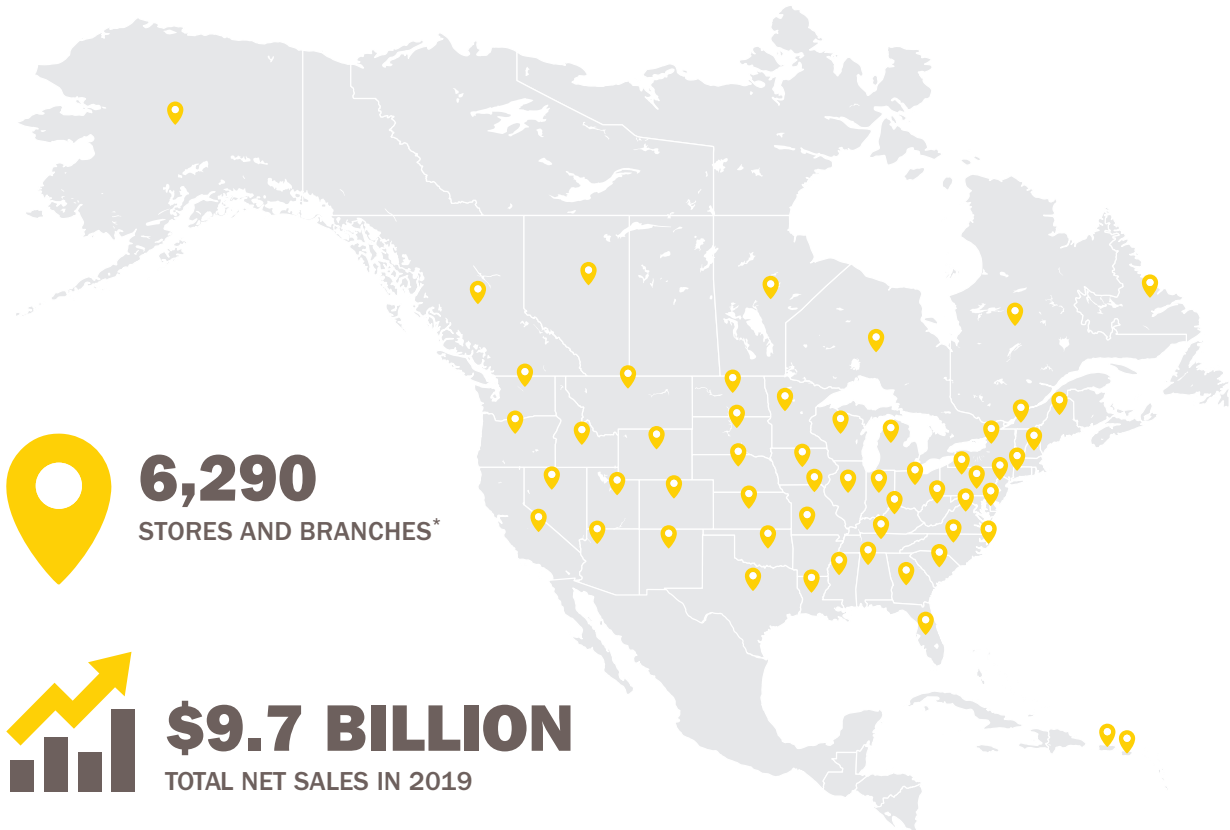 6,290
STORES AND BRANCHES*
$9.7 BILLION
TOTAL NET SALES IN 2019